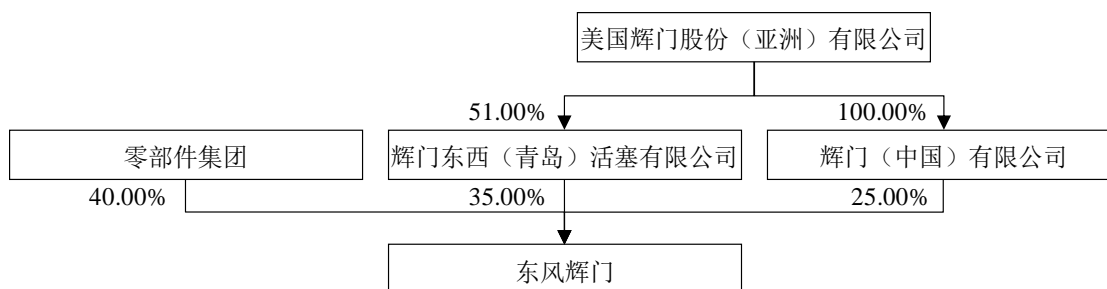 美国辉门股份（亚洲）有限公司
51.00%
100.00%
零部件集团
辉门东西（青岛）活塞有限公司
辉门（中国）有限公司
40.00%
35.00%
25.00%
东风辉门